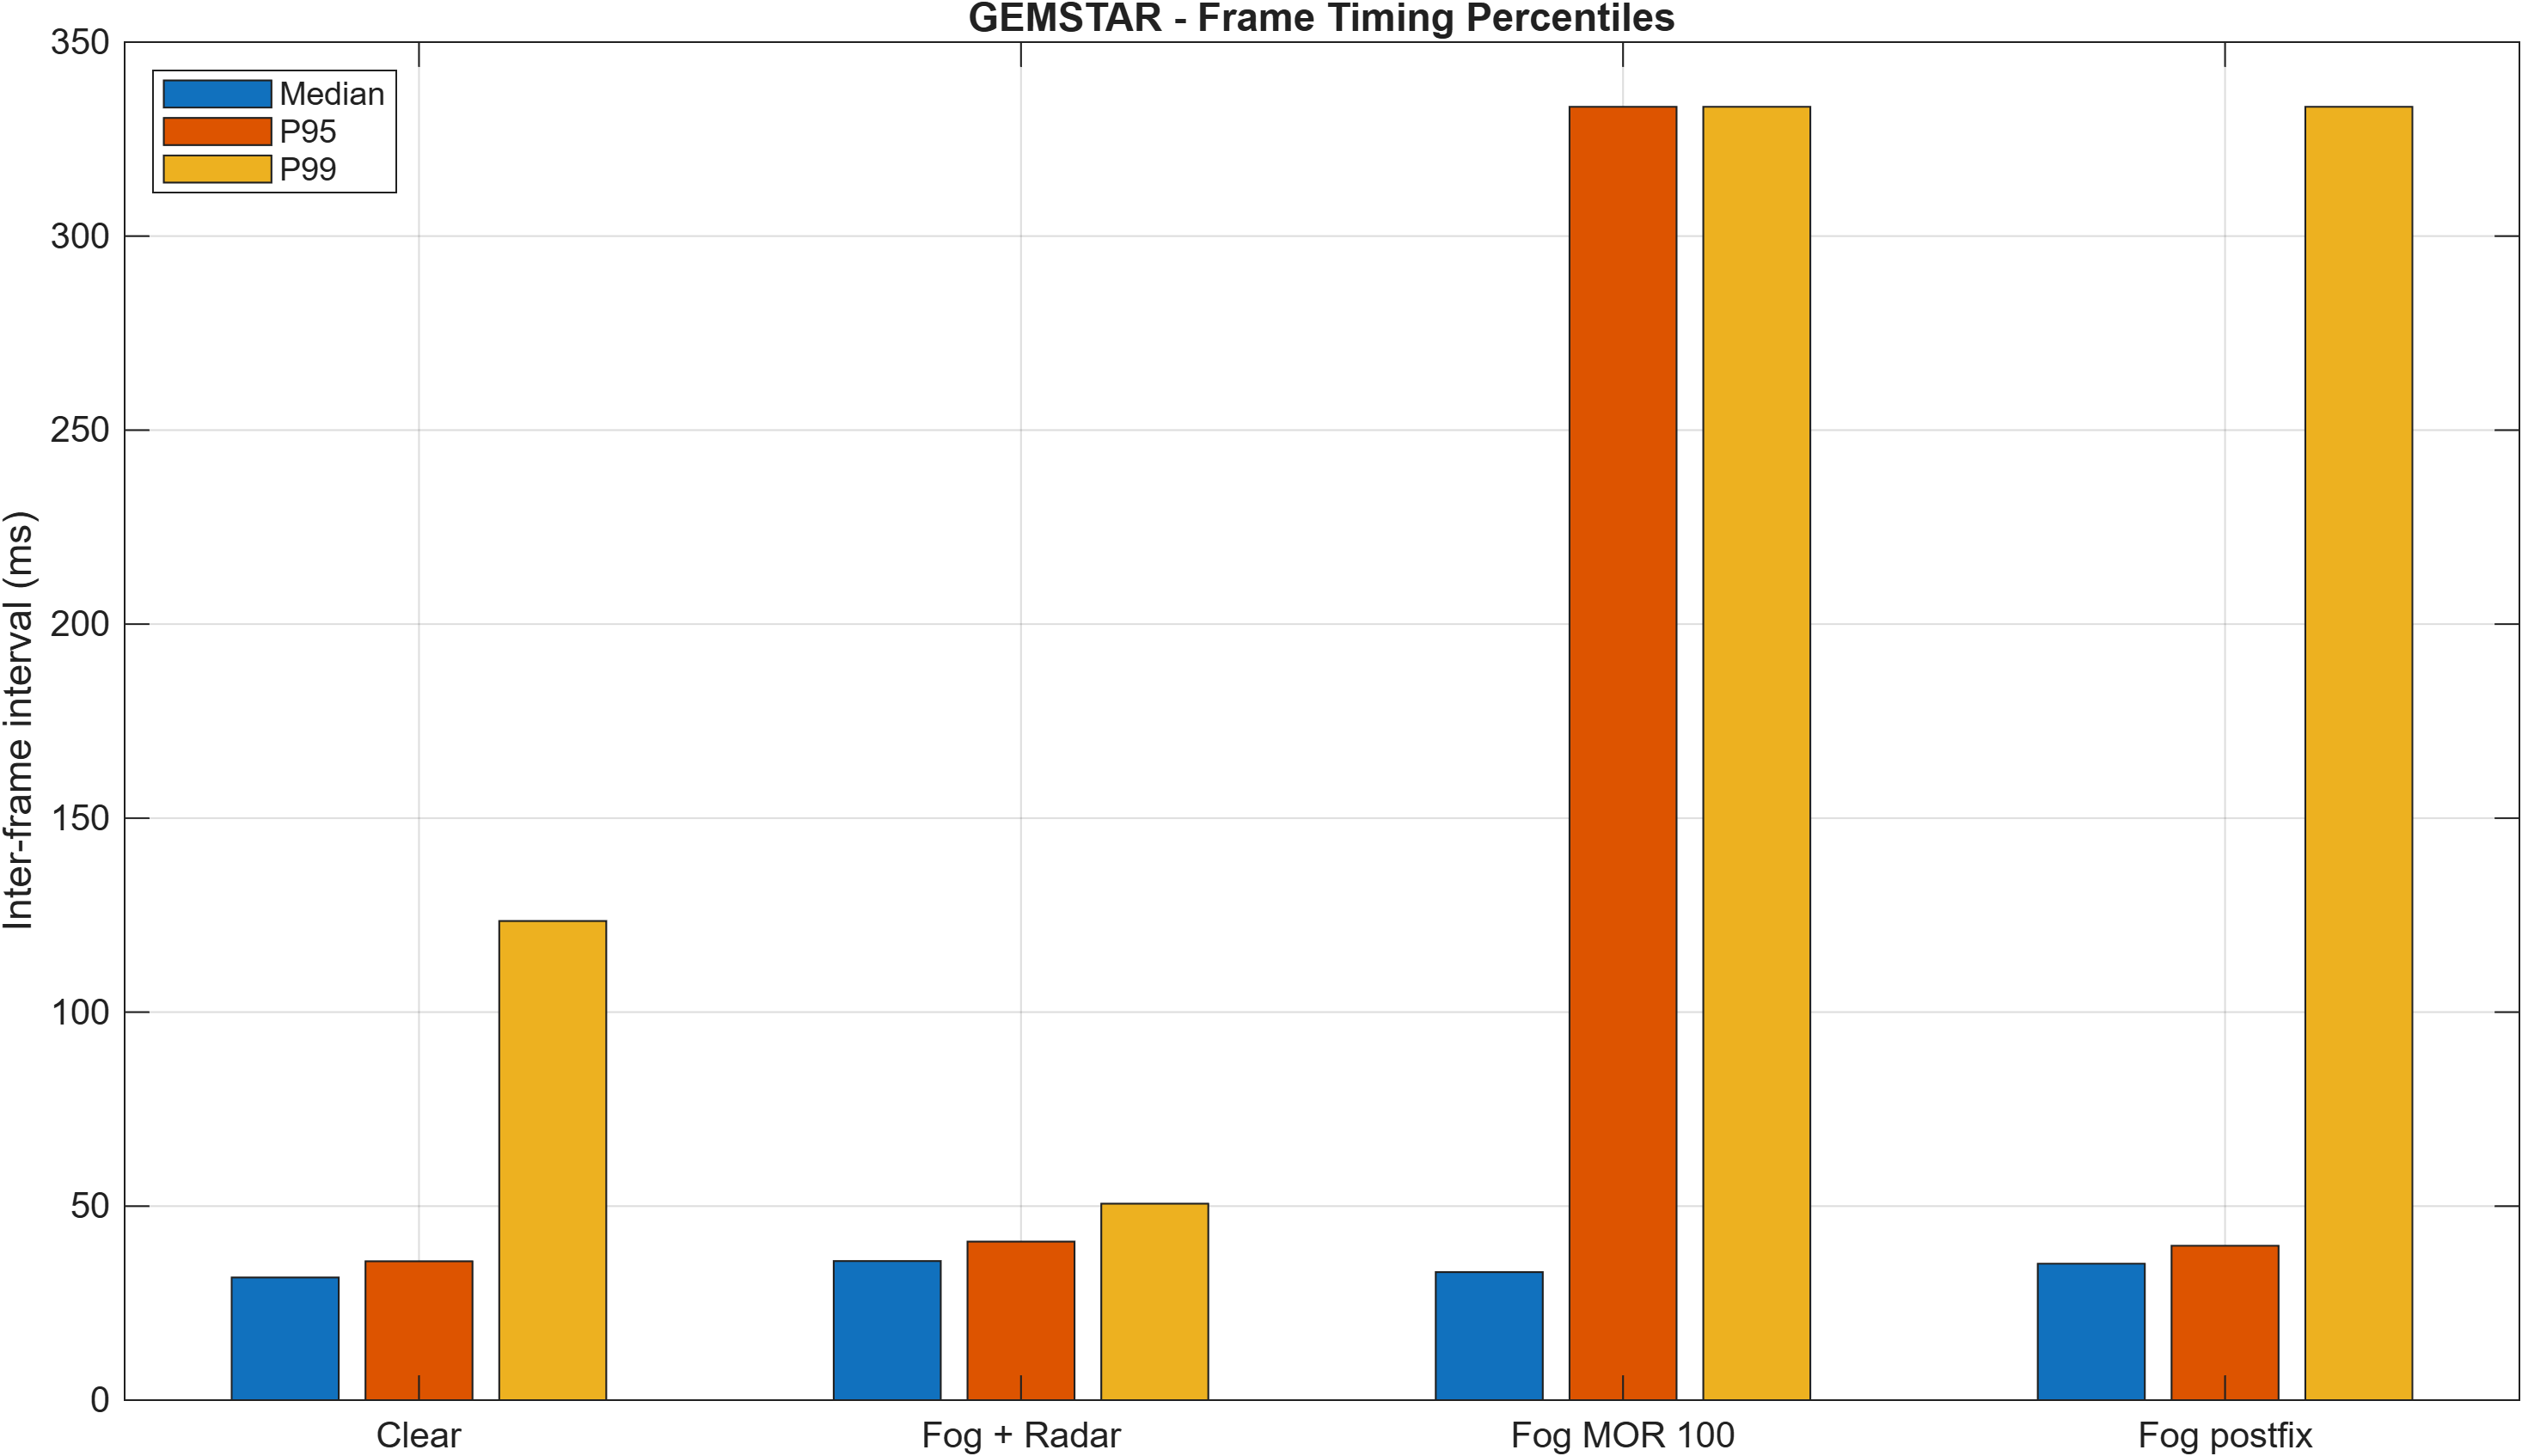 GEMSTAR - Frame Timing Percentiles
Inter-frame interval (ms)
350
300
250
200
150
100
50
0
Median
P95
P99
Clear
Fog + Radar
Fog MOR 100
Fog postfix